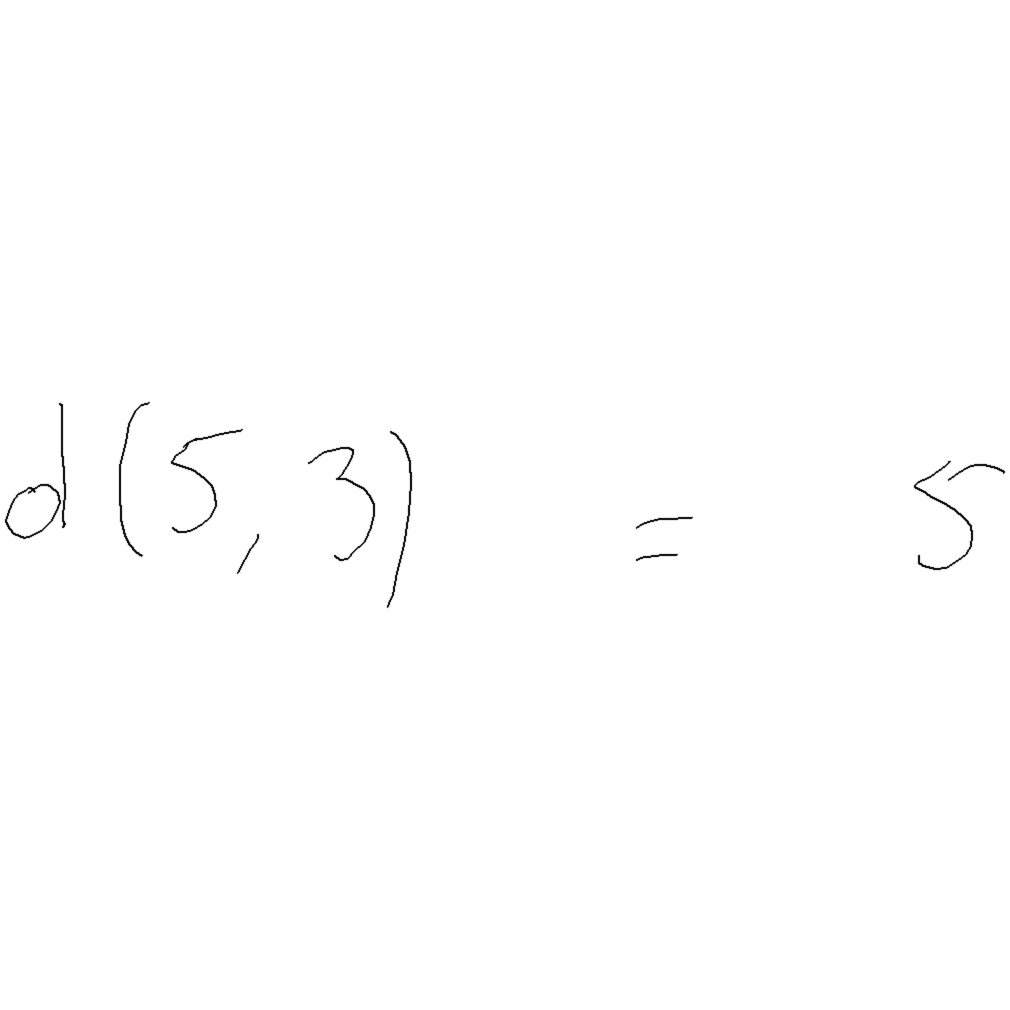 d(5,3) = 5